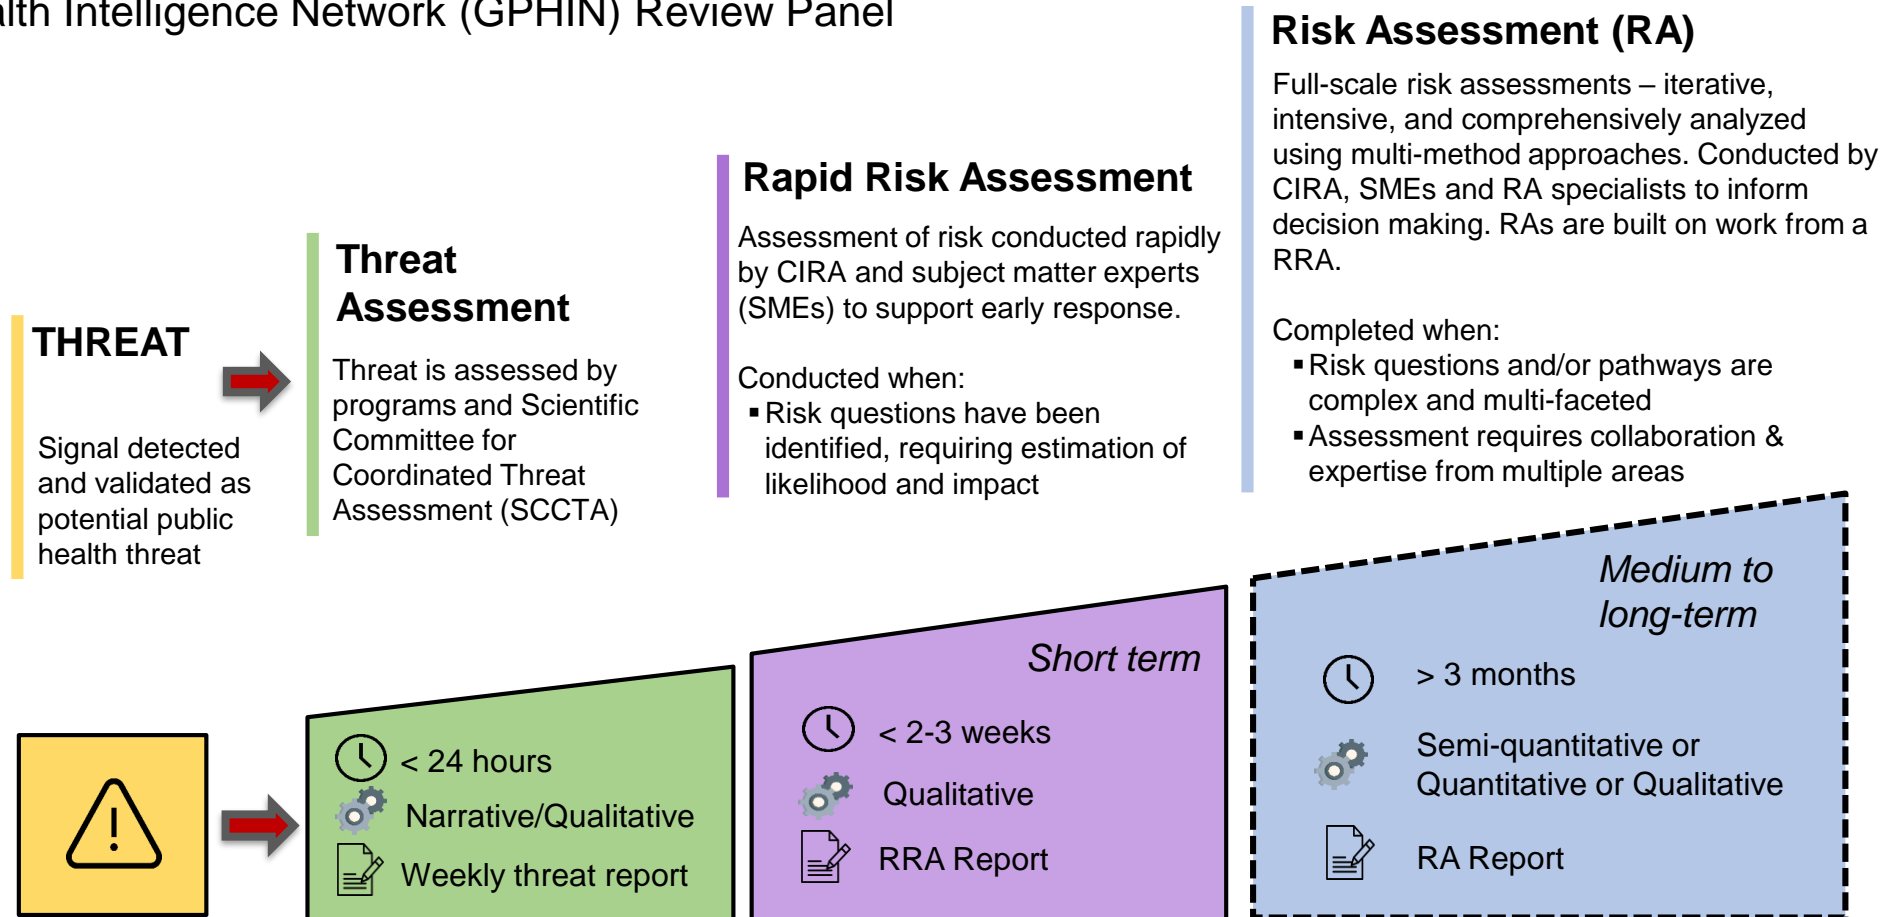 alth Intelligence Network (GPHIN) Review Panel
THREAT
Signal detected
and validated as
potential public
health threat
Threat
Assessment
Threat is assessed by
programs and Scientific
Committee for
Coordinated Threat
Assessment (SCCTA)
Rapid Risk Assessment
Assessment of risk conducted rapidly
by CIRA and subject matter experts
(SMEs) to support early response.
Conducted when:
▪Risk questions have been
identified, requiring estimation of
likelihood and impact
Risk Assessment (RA)
Full-scale risk assessments – iterative,
intensive, and comprehensively analyzed
using multi-method approaches. Conducted by
CIRA, SMEs and RA specialists to inform
decision making. RAs are built on work from a
RRA.
Completed when:
▪Risk questions and/or pathways are
complex and multi-faceted
▪Assessment requires collaboration &
expertise from multiple areas
< 24 hours
Narrative/Qualitative
Weekly threat report
Short term
< 2-3 weeks
Qualitative
RRA Report
Medium to
long-term
> 3 months
Semi-quantitative or
Quantitative or Qualitative
RA Report